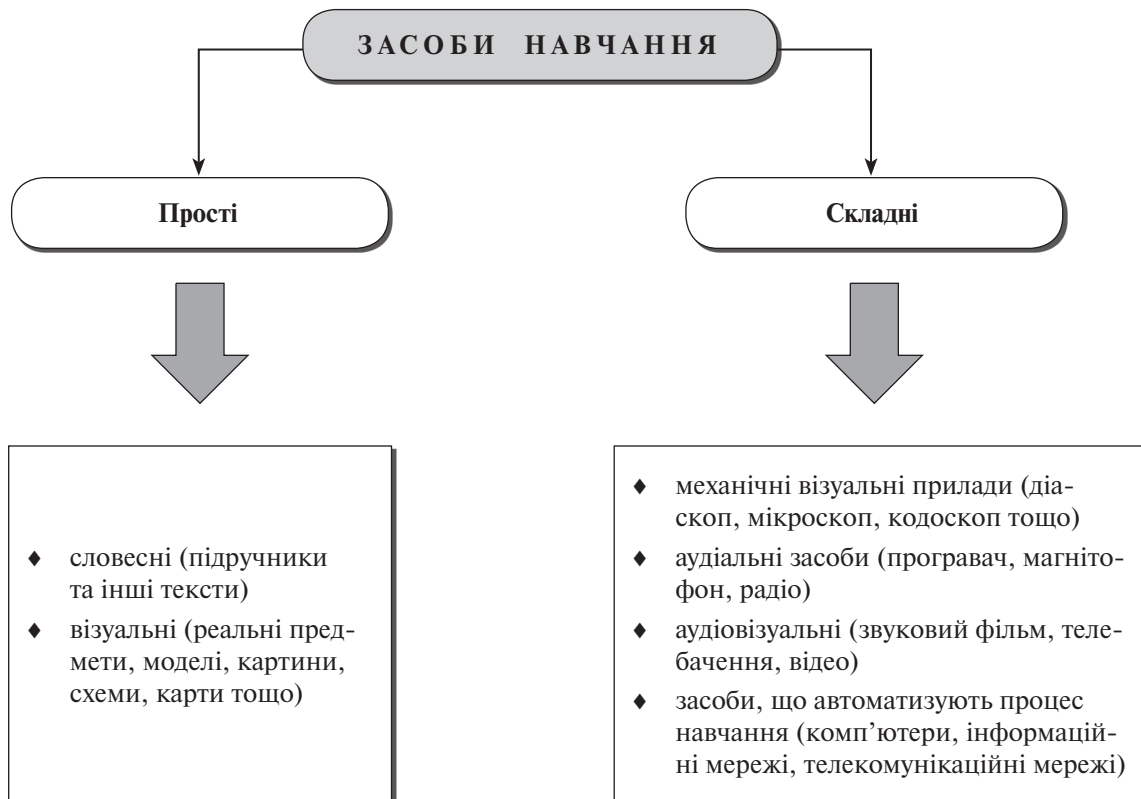 ЗАСОБИ НАВЧАННЯ
Прості
Складні
♦ словесні (підручники
та інші тексти)
♦ візуальні (реальні пред-
мети, моделі, картини,
схеми, карти тощо)
♦ механічні візуальні прилади (діа-
скоп, мікроскоп, кодоскоп тощо)
♦ аудіальні засоби (програвач, магніто-
фон, радіо)
♦ аудіовізуальні (звуковий фільм, теле-
бачення, відео)
♦ засоби, що автоматизують процес
навчання (комп’ютери, інформацій-
ні мережі, телекомунікаційні мережі)